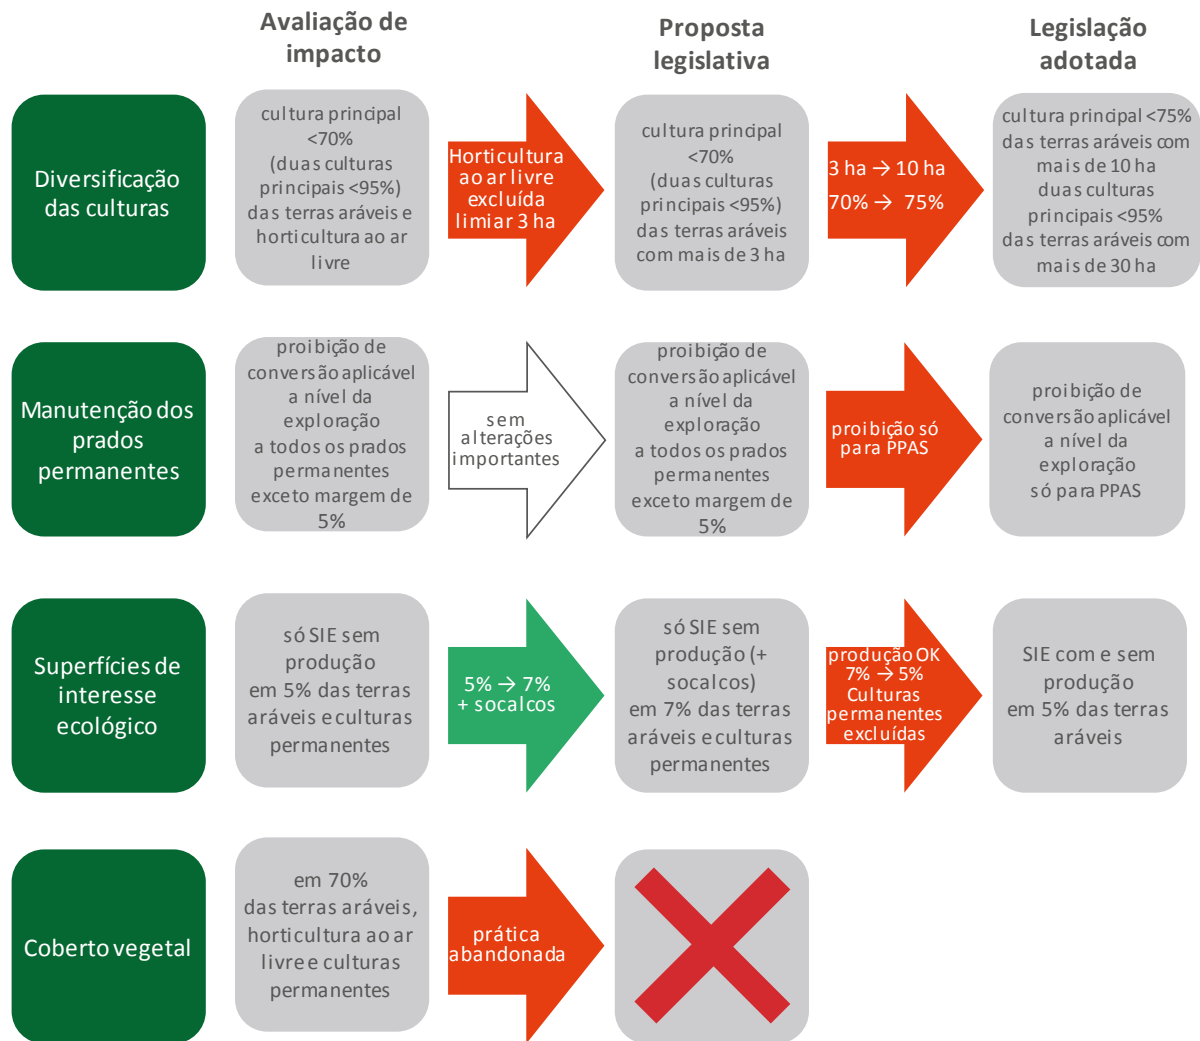 Avaliação de
impacto
Proposta
legislativa
Legislação
adotada
Diversificação
das culturas
cultura principal
<70%
(duas culturas
principais <95%)
das terras aráveis e
horticultura ao ar
livre
Horticultura
ao ar livre
excluída
limiar 3 ha
cultura principal
<70%
(duas culturas
principais <95%)
das terras aráveis
com mais de 3 ha
3 ha → 10 ha
70% → 75%
cultura principal <75%
das terras aráveis com
mais de 10 ha
duas culturas
principais <95%
das terras aráveis com
mais de 30 ha
Manutenção dos
prados
permanentes
proibição de
conversão aplicável
a nível da
exploração
a todos os prados
permanentes
exceto margem de
5%
sem
alterações
importantes
proibição de
conversão aplicável
a nível da
exploração
a todos os prados
permanentes
exceto margem de
5%
proibição só
para PPAS
proibição de
conversão aplicável
a nível da
exploração
só para PPAS
Superfícies de
interesse
ecológico
só SIE sem
produção
em 5% das terras
aráveis e culturas
permanentes
5% → 7%
+ socalcos
só SIE sem
produção (+
socalcos)
em 7% das terras
aráveis e culturas
permanentes
produção OK
7% → 5%
Culturas
permanentes
excluídas
SIE com e sem
produção
em 5% das terras
aráveis
Coberto vegetal
em 70%
das terras aráveis,
horticultura ao ar
livre e culturas
permanentes
prática
abandonada